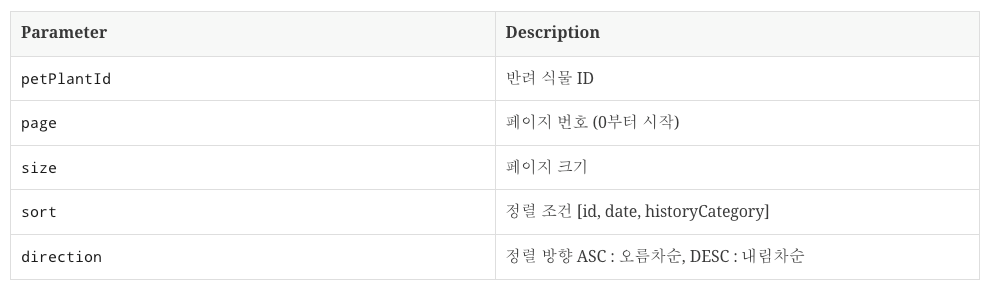 Parameter Description
petPlantId 반려 식물 ID
page 페이지 번호 (0부터 시작)
size 페이지 크기
sort 정렬 조건 [id, date, historyCategory]
direction 정렬 방향 ASC : 오름차순, DESC : 내림차순